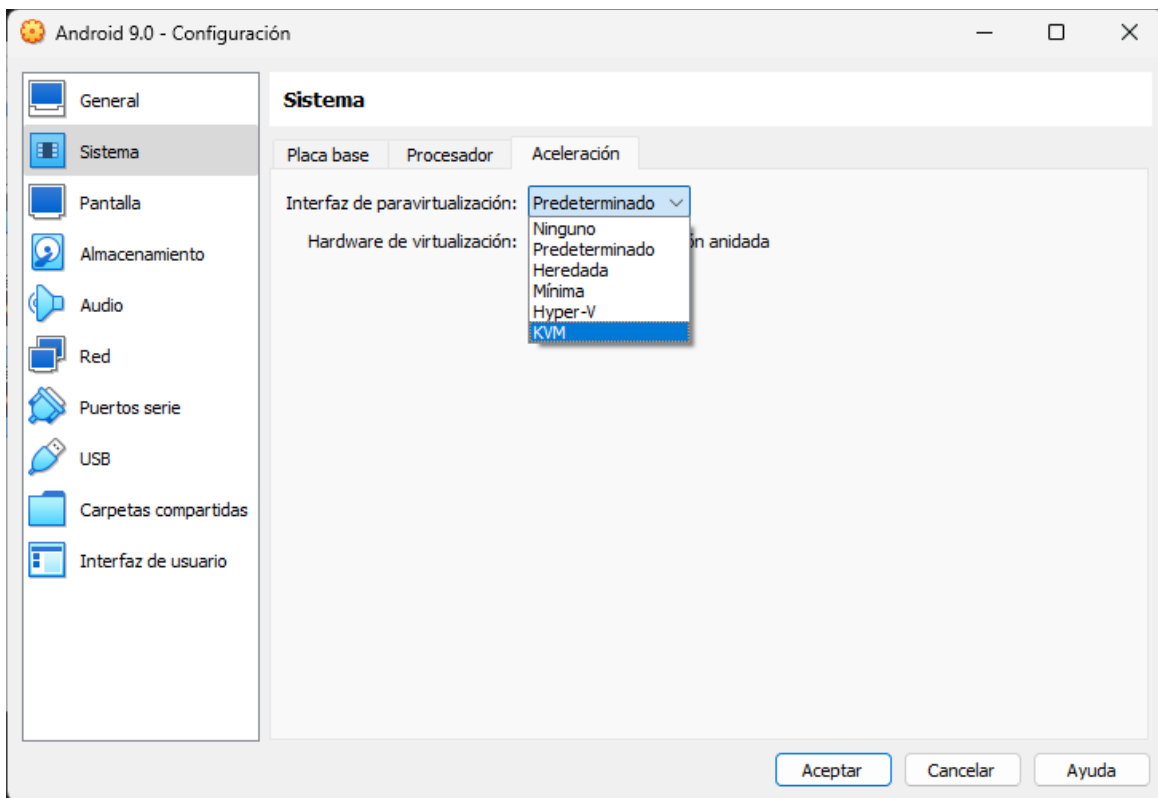 Android 9.0 - Configuración
General
Sistema
Pantalla
Almacenamiento
Audio
Red
Puertos serie
USB
Carpetas compartidas
Interfaz de usuario
Sistema
Placa base Procesador Aceleración
Interfaz de paravirtualización: Predeterminado
Ninguno
Predeterminado
Heredada
Mínima
Hyper-V
KVM
Hardware de virtualización: anidada
Aceptar Cancelar Ayuda